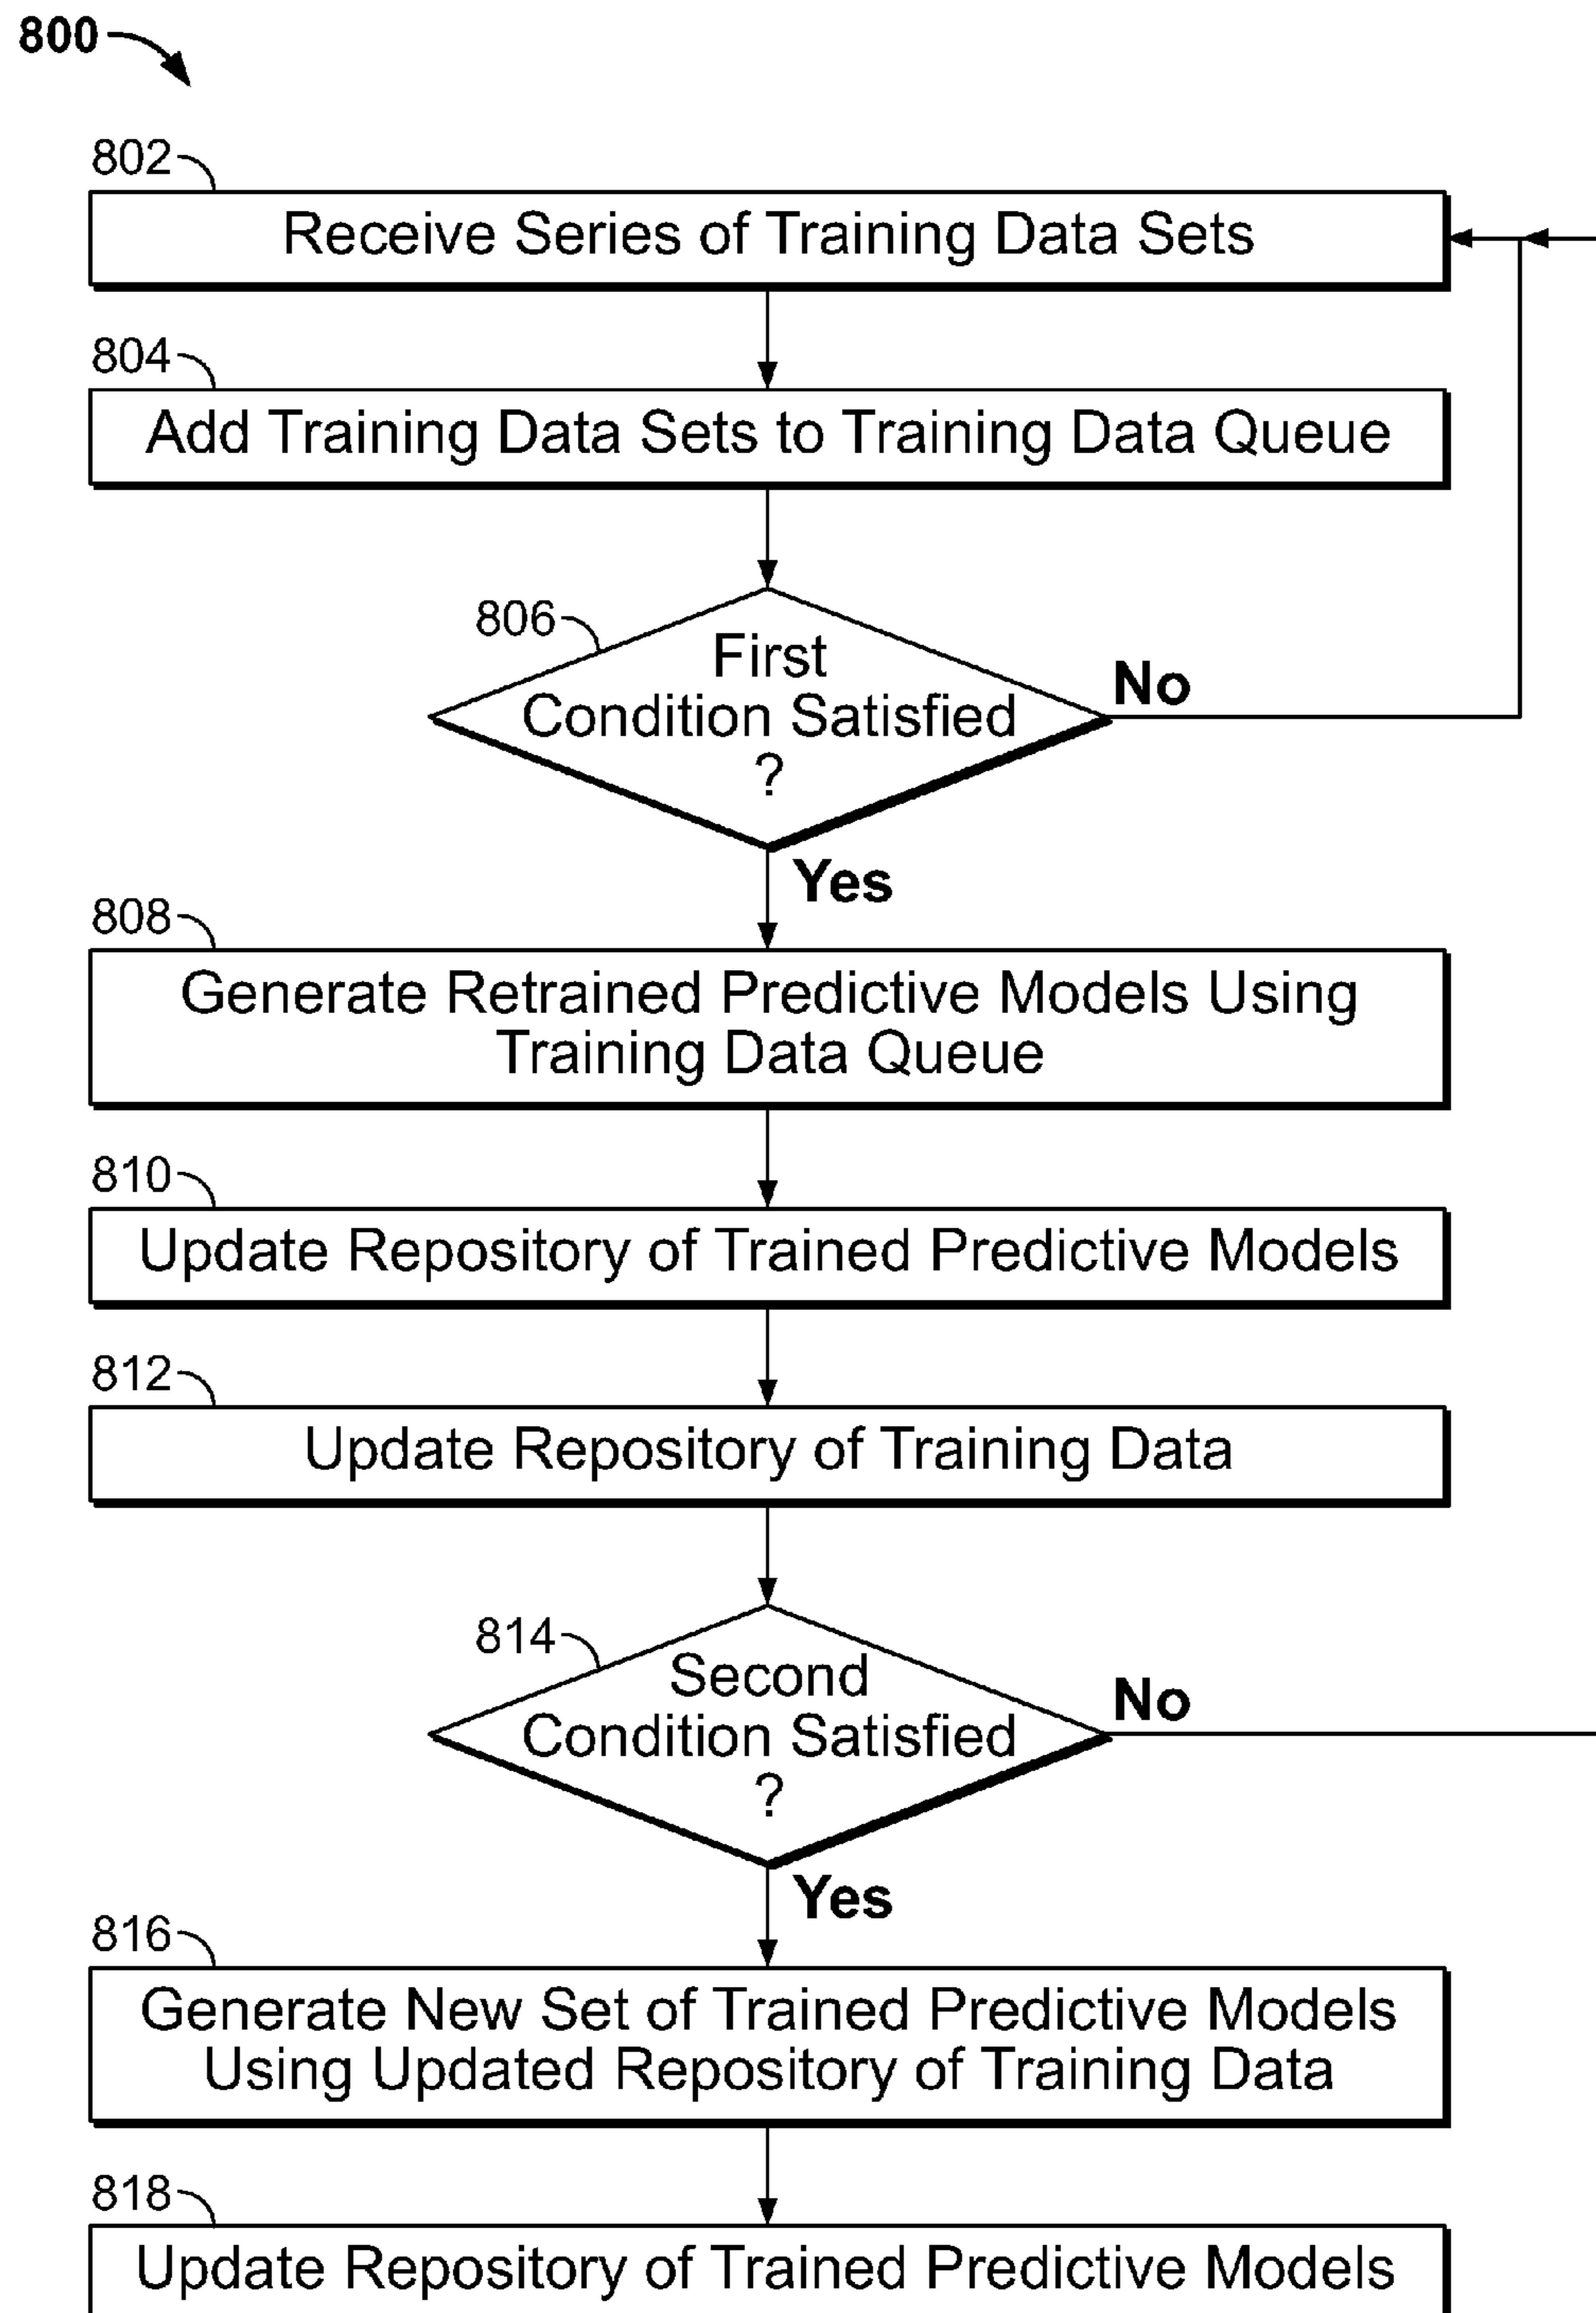 800
802
Receive Series of Training Data Sets
804
Add Training Data Sets to Training Data Queue
806
First
Condition Satisfied
?
No
Yes
808
Generate Retrained Predictive Models Using
Training Data Queue
810
Update Repository of Trained Predictive Models
812
Update Repository of Training Data
814
Second
Condition Satisfied
?
No
Yes
816
Generate New Set of Trained Predictive Models
Using Updated Repository of Training Data
818
Update Repository of Trained Predictive Models